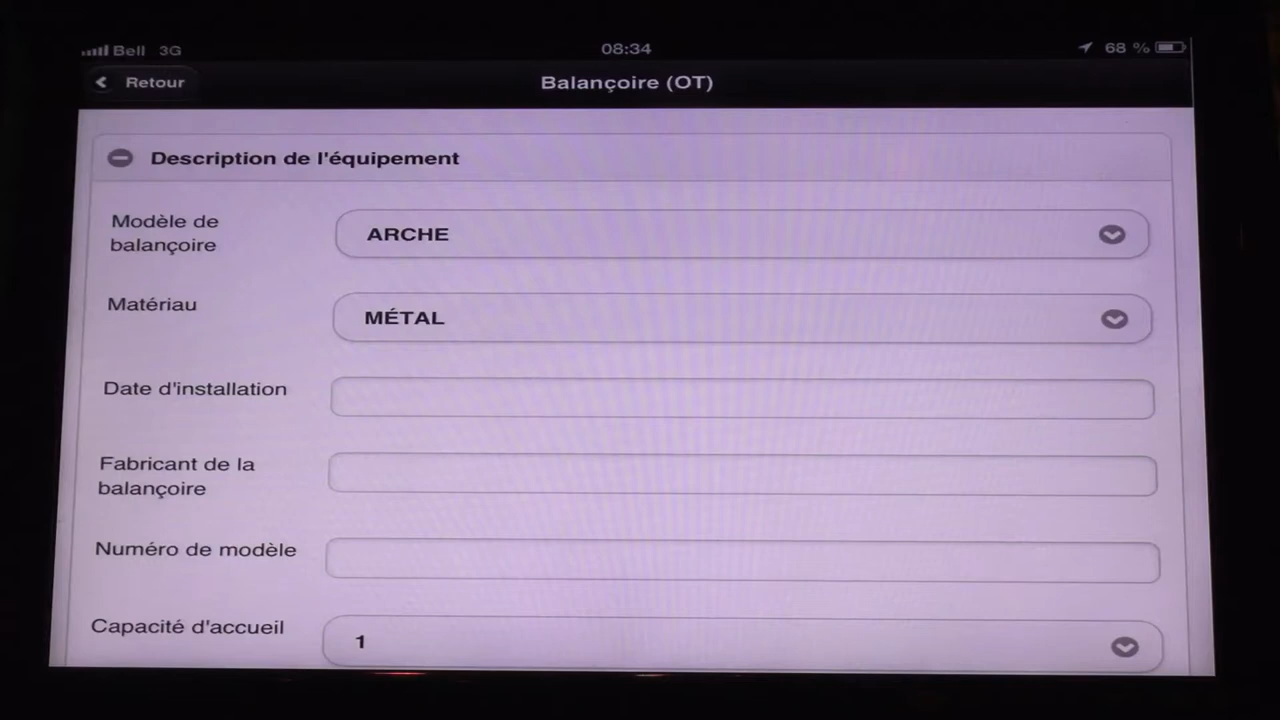 Bell 3G
08:34
68 %
Retour
Balançoire (OT)
Description de l'équipement
Modèle de
balançoire
ARCHE
Matériau
MÉTAL
Date d'installation
Fabricant de la
balançoire
Numéro de modèle
Capacité d'accueil
1